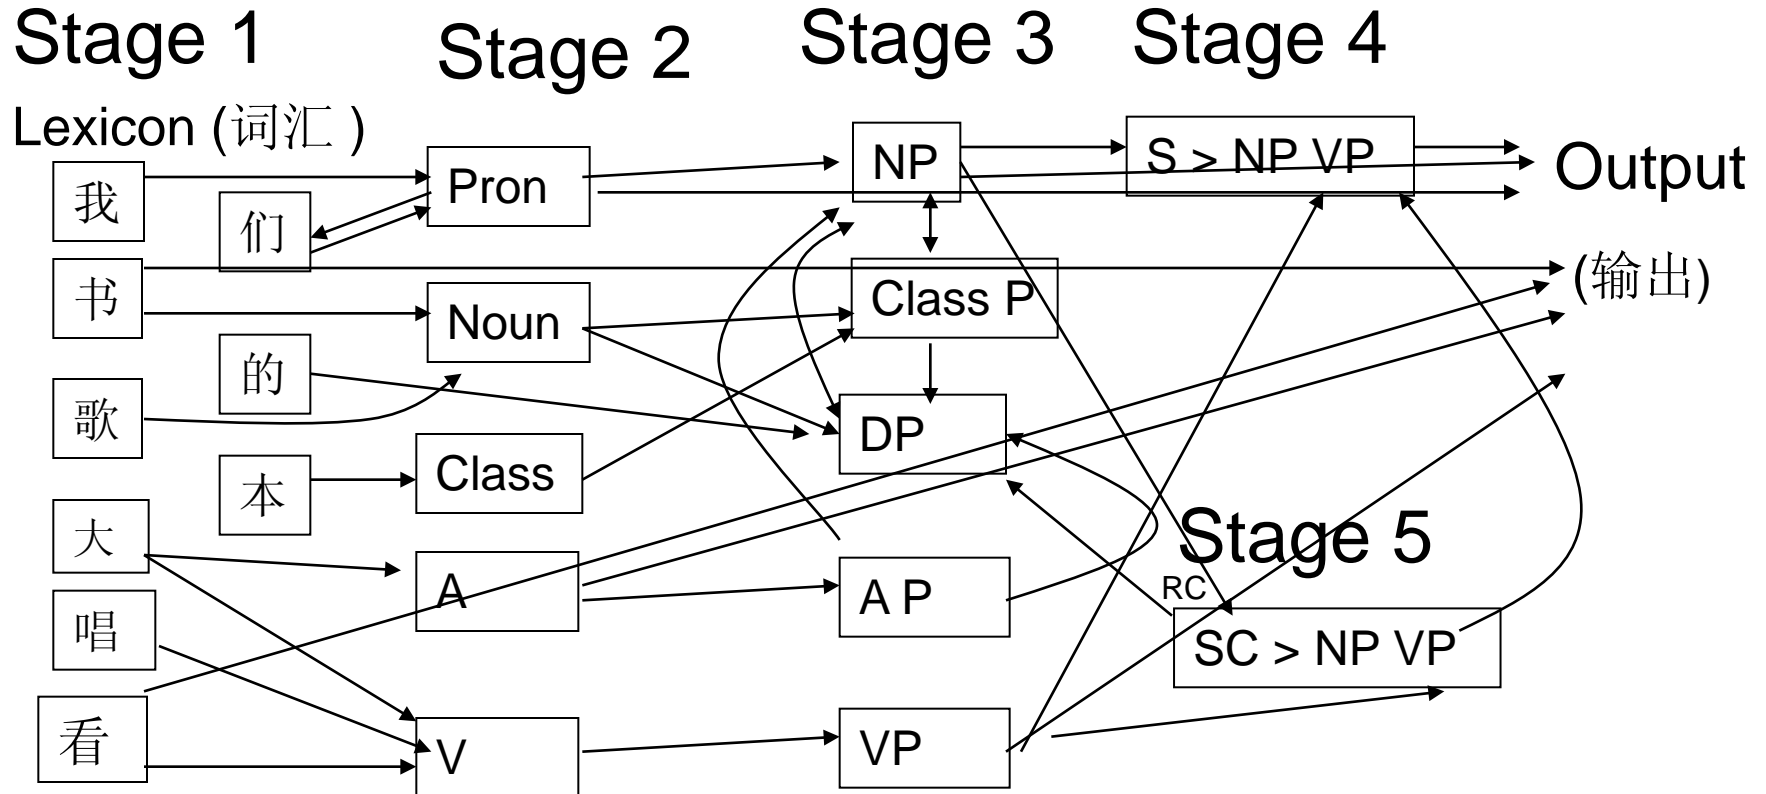 Stage 1
Stage 2
Stage 3
Stage 4
Lexicon (词汇 )
我
们
书
的
歌
本
大
唱
看
Pron
Noun
Class
A
V
NP
Class P
DP
A P
VP
S > NP VP
Output
(输出)
Stage 5
RC
SC > NP VP